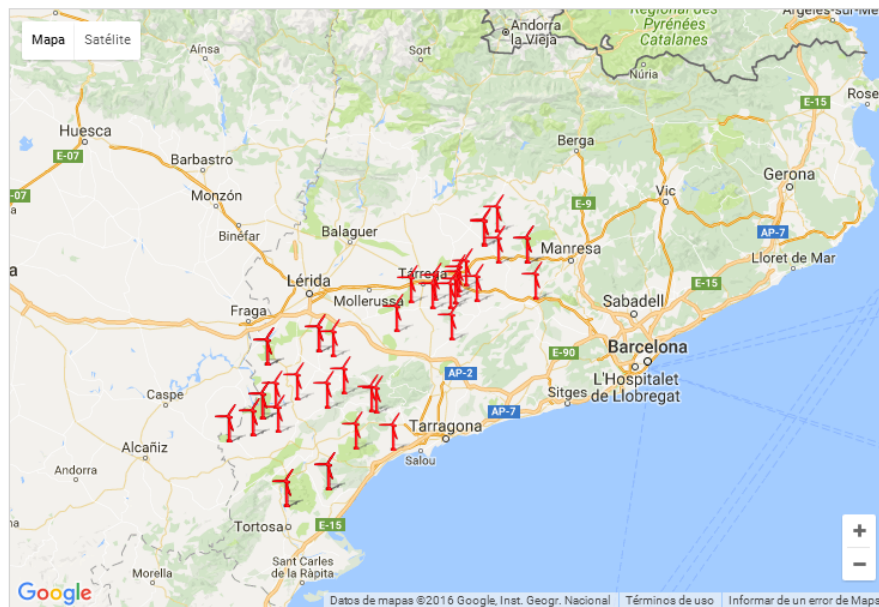 Mapa
Satélite
Aínsa
Sort
Andorra
la Vieja
Regional des
Pyrénées
Catalanes
Argelès-sur-Me
Núria
Roses
E-15
Huesca
E-07
Barbastro
Berga
Gerona
-07
Monzón
Vic
E-9
Binéfar
Balaguer
AP-7
Manresa
Lloret de Mar
a
Lérida
Tárrega
Mollerussa
E-15
Sabadell
Fraga
Barcelona
E-90
AP-2
L'Hospitalet
de Llobregat
Caspe
Sitges
AP-7
Tarragona
Alcañiz
Salou
Andorra
Tortosa
E-15
Sant Carles
de la Ràpita
Morella
+
−
Google
Datos de mapas ©2016 Google, Inst. Geogr. Nacional
Términos de uso
Informar de un error de Maps